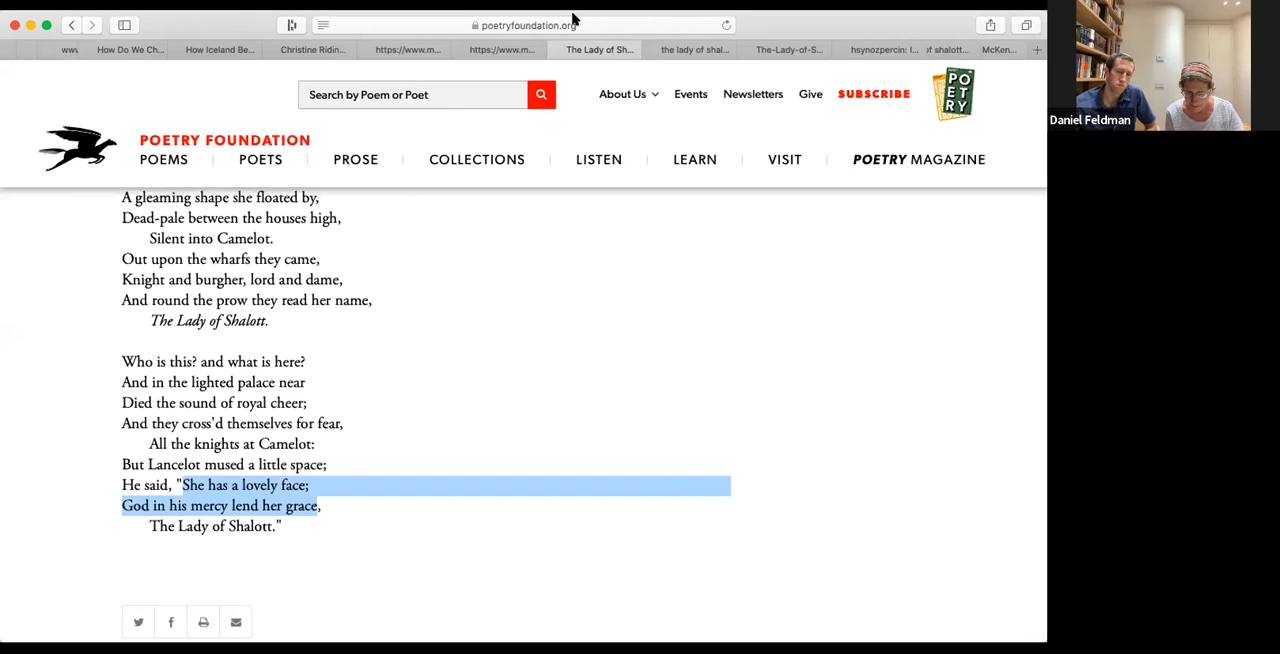 poetryfoundation.org
www
How Do We Ch...
How Iceland Be...
Christine Ridin...
https://www.m...
https://www.m...
The Lady of Sh...
the lady of shal...
The-Lady-of-S...
hsynozpercin: I...
of shalott...
McKen...
Search by Poem or Poet
About Us
Events
Newsletters
Give
SUBSCRIBE
POETRY
POETRY FOUNDATION
POEMS
POETS
PROSE
COLLECTIONS
LISTEN
LEARN
VISIT
POETRY MAGAZINE
Daniel Feldman
A gleaming shape she floated by,
Dead-pale between the houses high,
Silent into Camelot.
Out upon the wharfs they came,
Knight and burgher, lord and dame,
And round the prow they read her name,
The Lady of Shalott.
Who is this? and what is here?
And in the lighted palace near
Died the sound of royal cheer;
And they cross'd themselves for fear,
All the knights at Camelot:
But Lancelot mused a little space;
He said, "She has a lovely face;
God in his mercy lend her grace,
The Lady of Shalott."